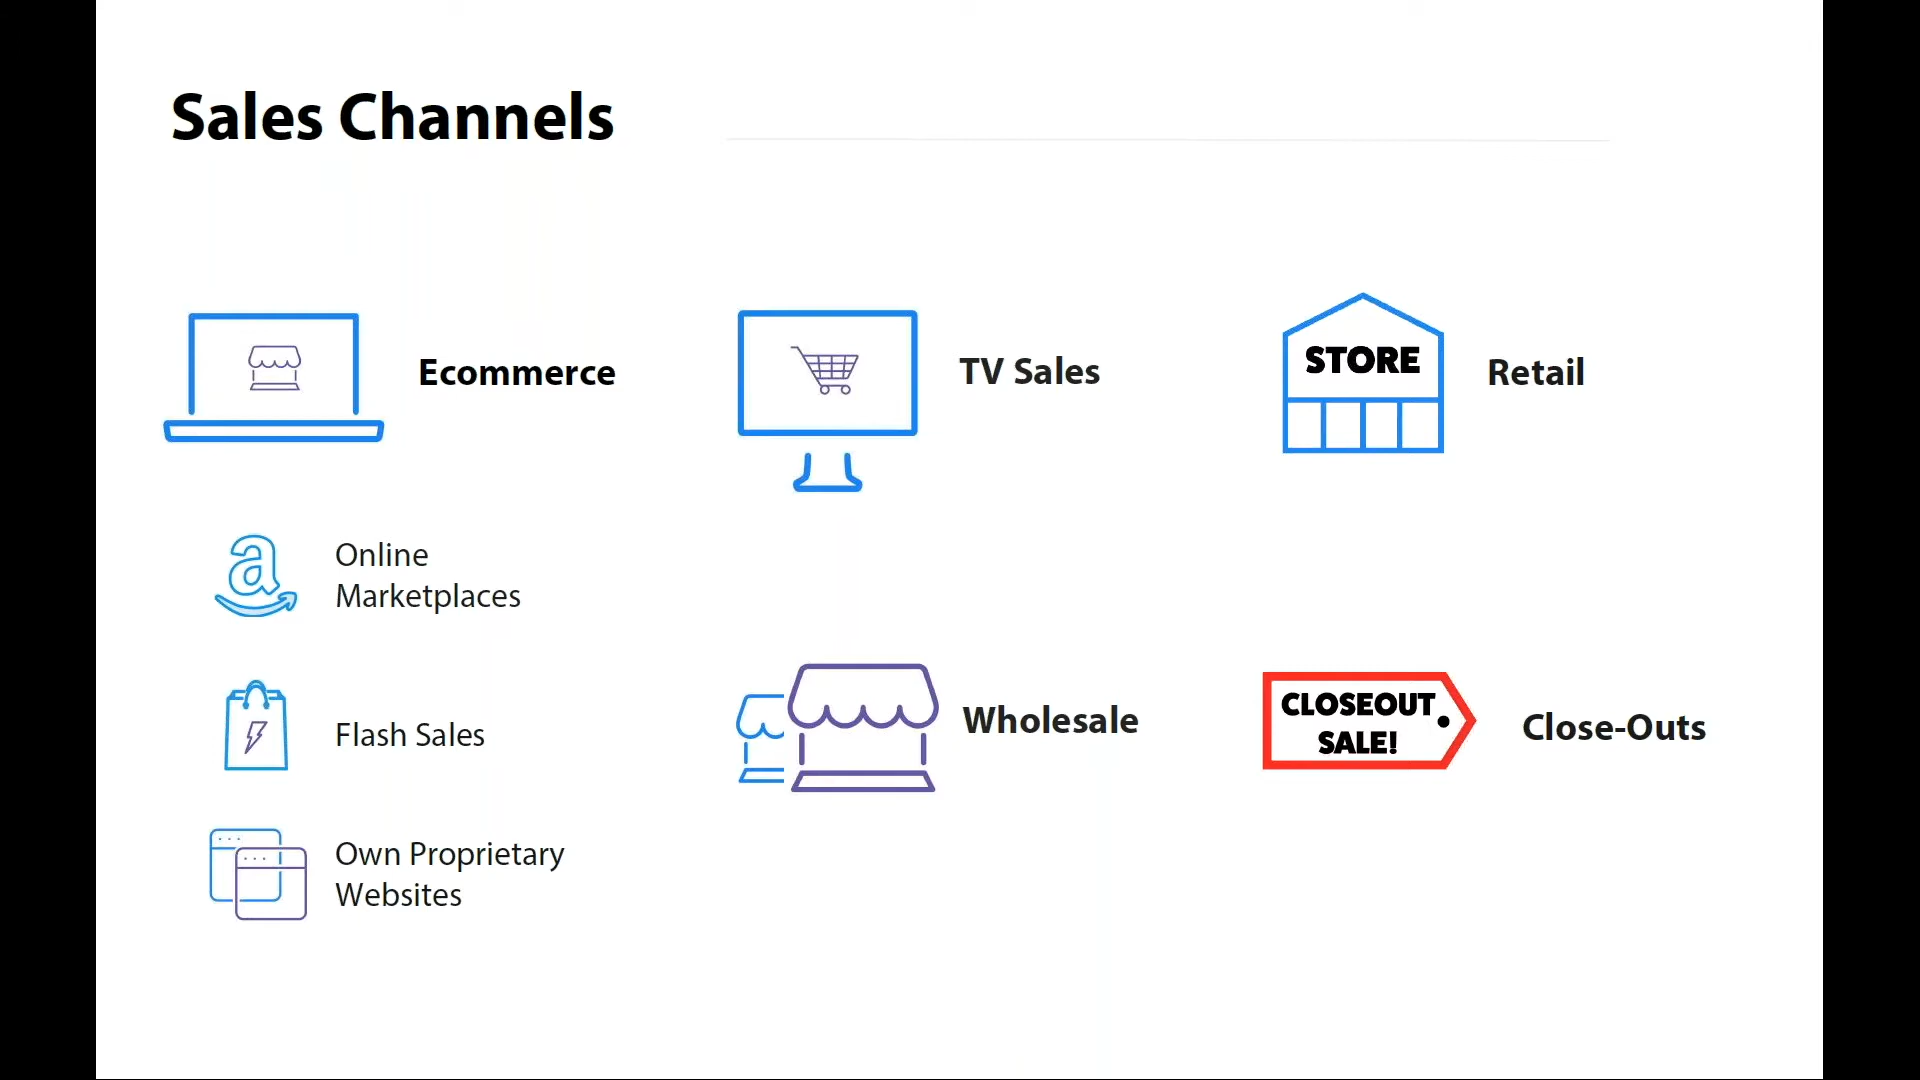 Sales Channels
Ecommerce
Online
Marketplaces
Flash Sales
Own Proprietary
Websites
TV Sales
Wholesale
STORE
Retail
CLOSEOUT
SALE!
Close-Outs